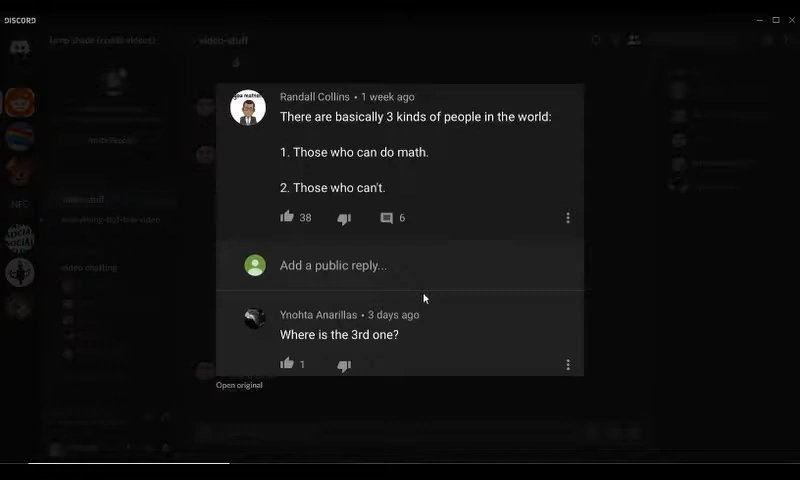 DISCORD
video-stuff
Randall Collins • 1 week ago
There are basically 3 kinds of people in the world:
1. Those who can do math.
2. Those who can't.
38
6
Add a public reply...
Ynohta Anarillas • 3 days ago
Where is the 3rd one?
1
Open original
video chatting